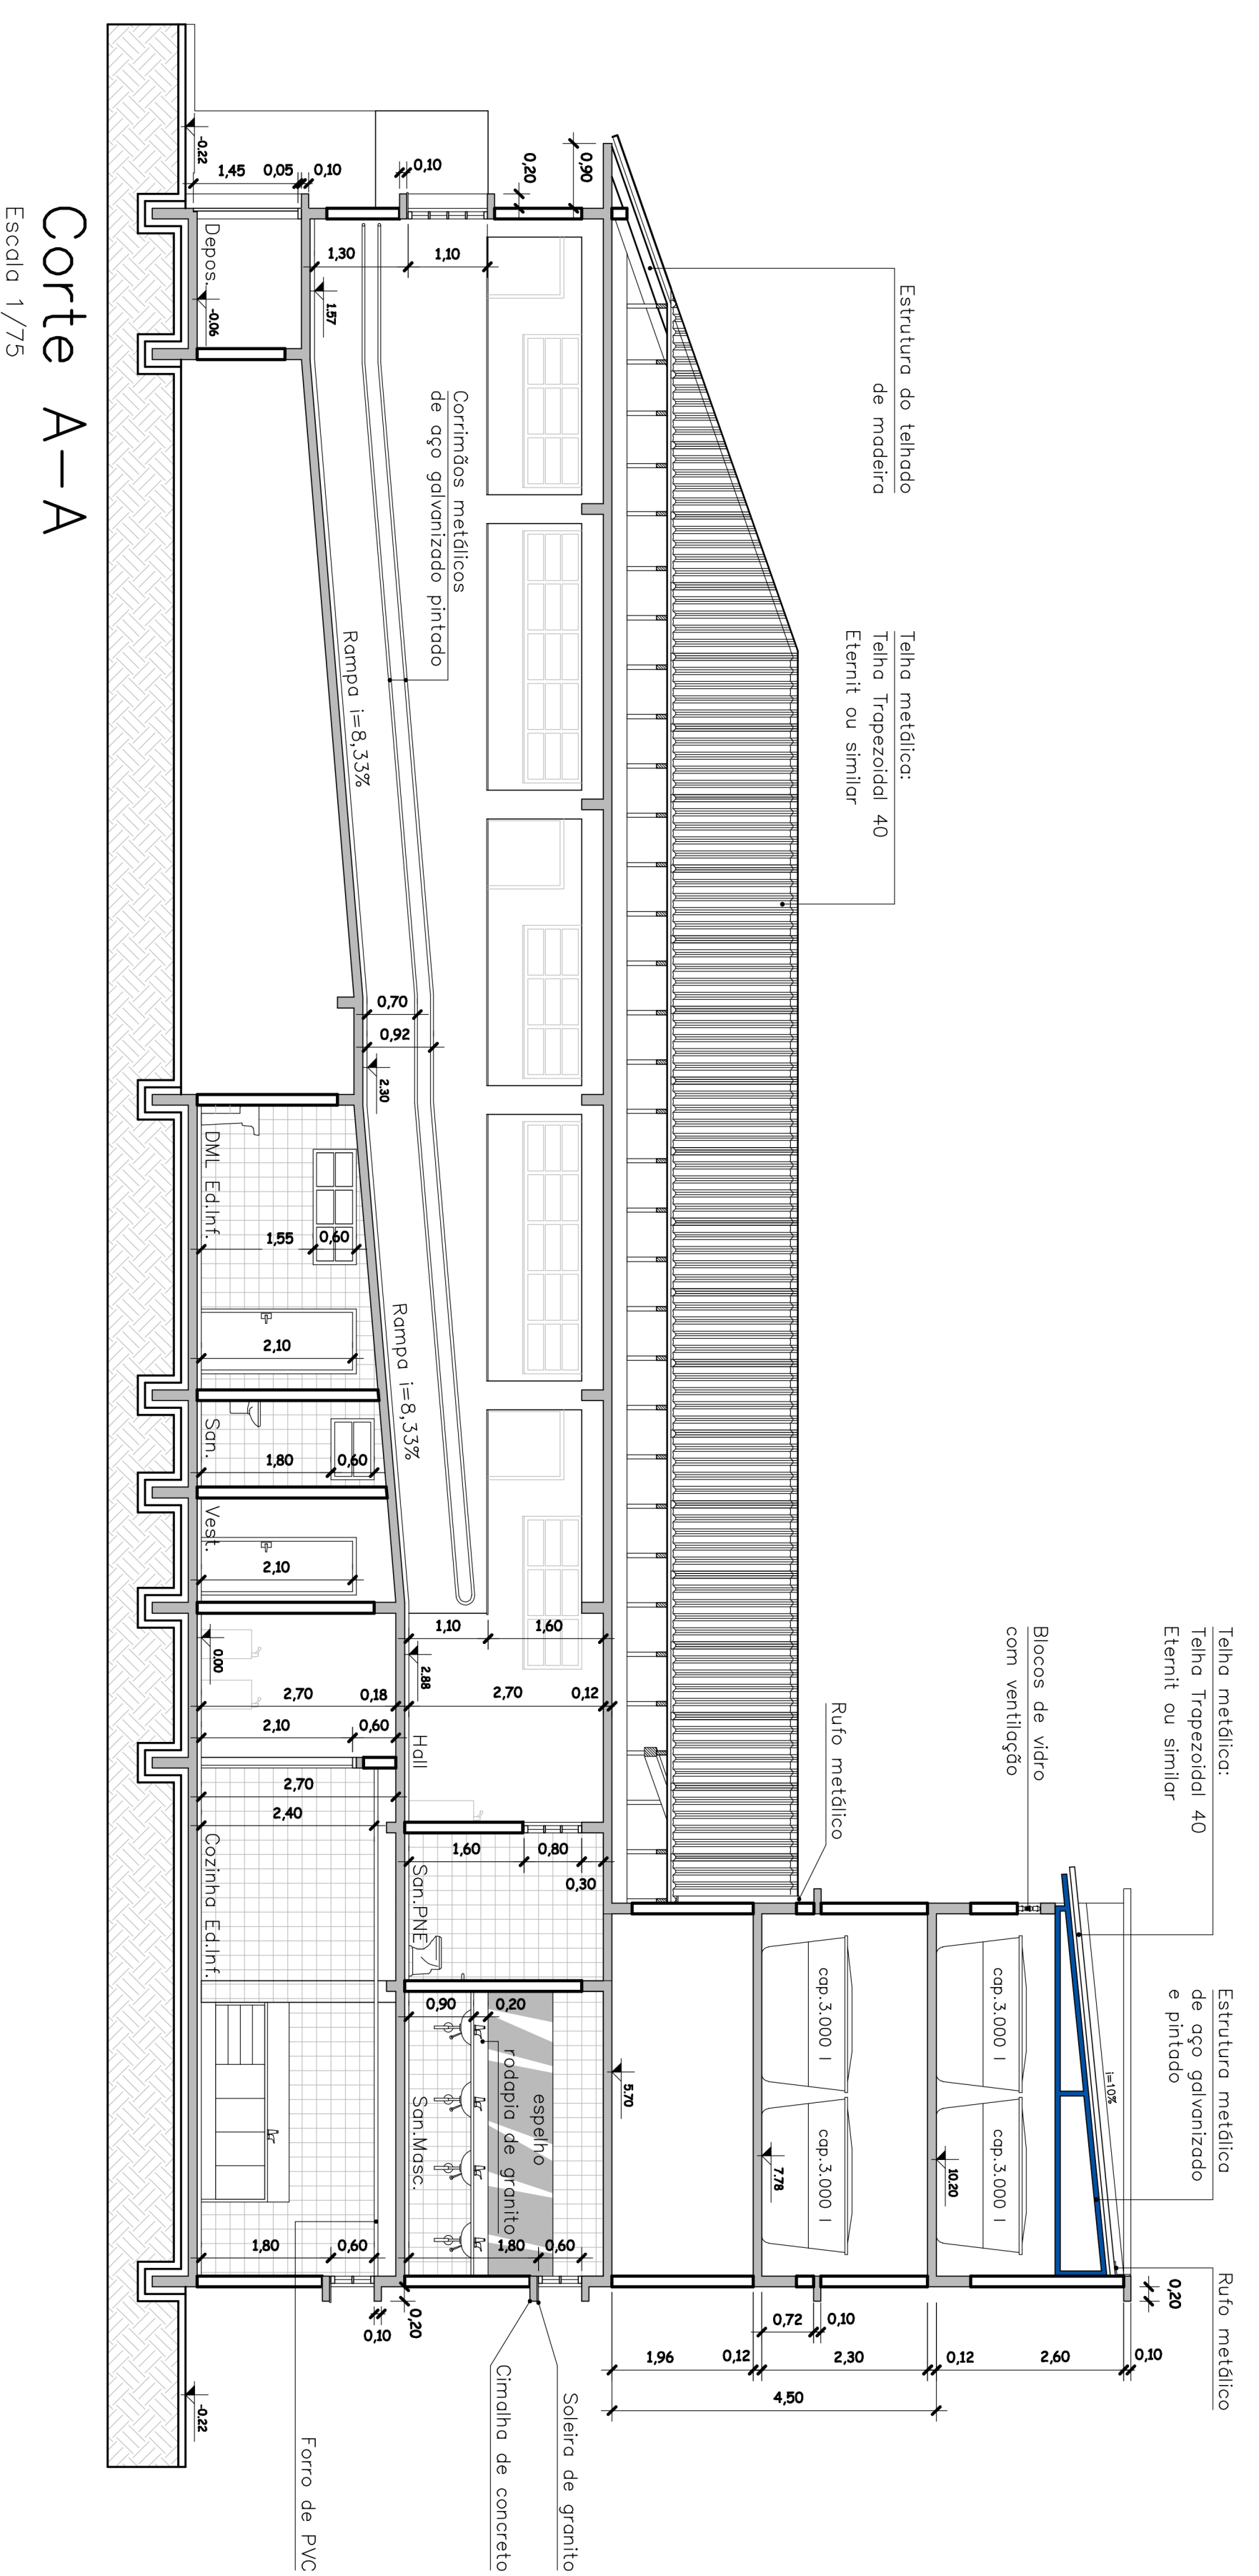 Telha metálica:
Telha Trapezoidal 40
Eternit ou similar
Estrutura metálica
de aço galvanizado
e pintado
Rufo metálico
Blocos de vidro
com ventilação
i=10%
0,20
0,10
2,60
0,12
cap.3.000 l
cap.3.000 l
10.20
Estrutura do telhado
de madeira
Telha metálica:
Telha Trapezoidal 40
Eternit ou similar
Rufo metálico
cap.3.000 l
cap.3.000 l
7.78
0,10
0,72
2,30
0,12
1,96
4,50
5.70
0,90
0,20
0,10
Corrimãos metálicos
de aço galvanizado pintado
1,10
1,30
1.57
Rampa i=8,33%
0,70
0,92
2.30
Rampa i=8,33%
1,10
1,60
2.88
2,70
0,12
Hall
1,60
0,80
0,30
San.PNE
0,90
0,20
espelho
rodapia de granito
San.Masc.
1,80
0,60
0,20
Soleira de granito
Cimalha de concreto
0,10
0,05
1,45
-0.22
Depos.
-0.06
DML Ed.Inf.
1,55
0,60
2,10
San.
1,80
0,60
Vest.
2,10
0.00
2,70
0,18
2,10
0,60
2,70
2,40
Cozinha Ed.Inf.
1,80
0,60
0,10
-0.22
Forro de PVC
Corte A-A
Escala 1/75